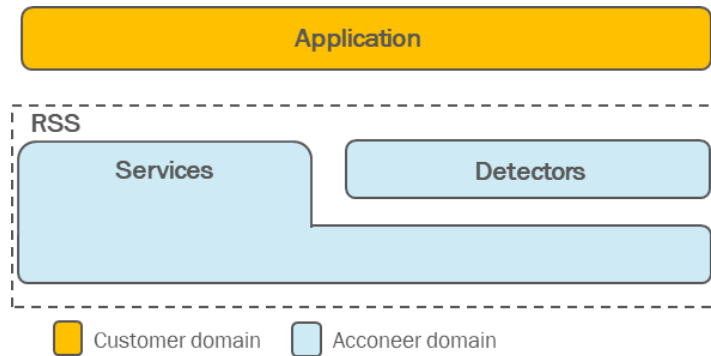 Application
RSS
Services
Detectors
Customer domain
Acconeer domain